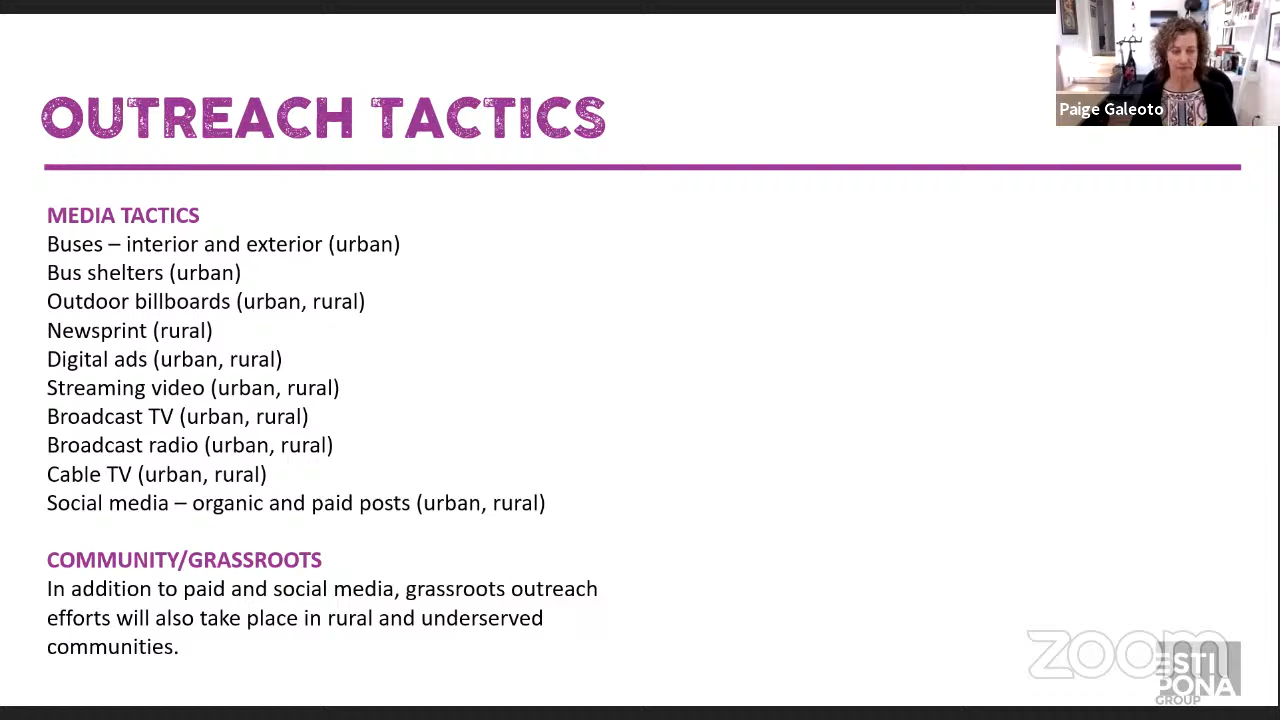 OUTREACH TACTICS
Paige Galeoto
MEDIA TACTICS
Buses – interior and exterior (urban)
Bus shelters (urban)
Outdoor billboards (urban, rural)
Newsprint (rural)
Digital ads (urban, rural)
Streaming video (urban, rural)
Broadcast TV (urban, rural)
Broadcast radio (urban, rural)
Cable TV (urban, rural)
Social media – organic and paid posts (urban, rural)
COMMUNITY/GRASSROOTS
In addition to paid and social media, grassroots outreach
efforts will also take place in rural and underserved
communities.
zoom
ESTI
PONA
GROUP